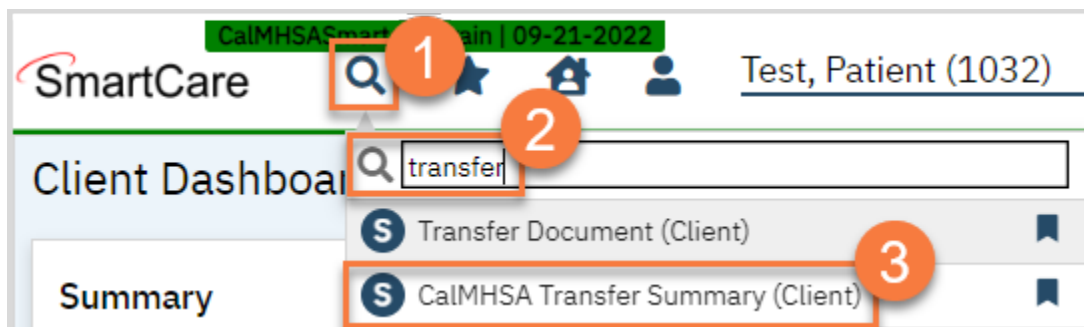 CalMHSASmart ain | 09-21-2022
1
SmartCare
Test, Patient (1032)
2
transfer
Client Dashboar
Transfer Document (Client)
3
CalMHSA Transfer Summary (Client)
Summary